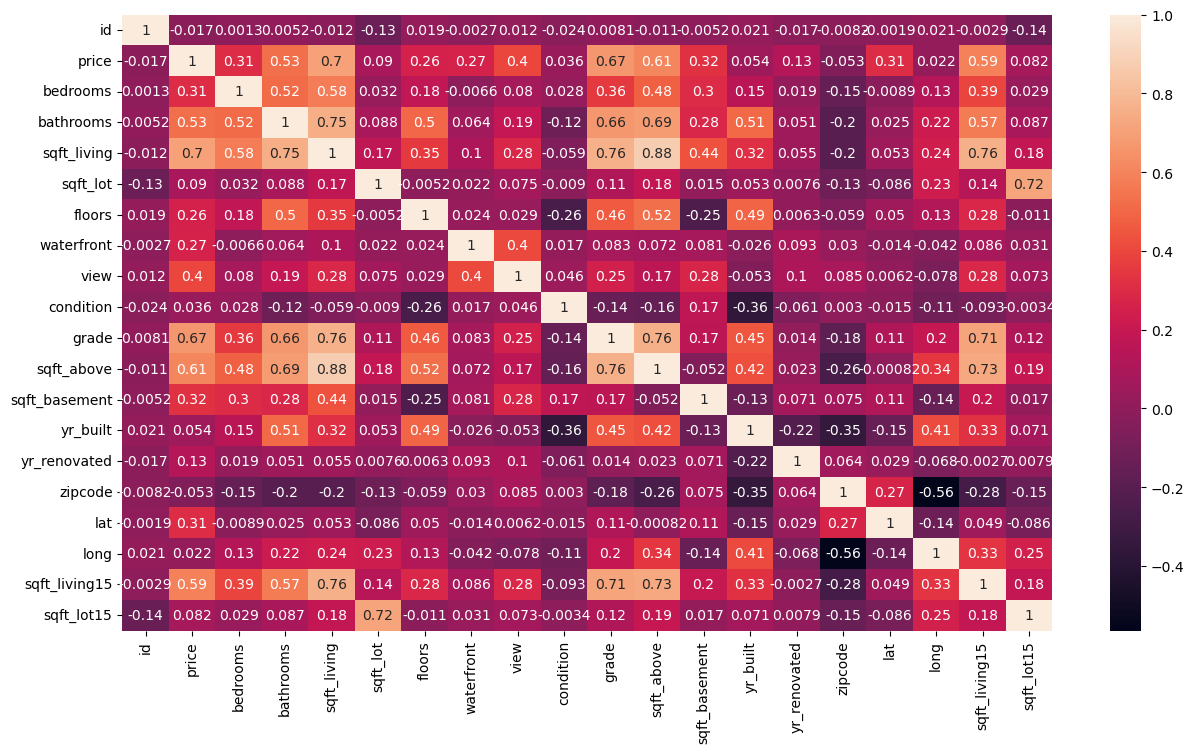 id 1 -0.017 0.0013 0.0052 -0.012 -0.13 0.019 -0.0027 0.012 -0.024 0.0081 -0.011 -0.0052 0.021 -0.017 -0.0082 -0.0019 0.021 -0.0029 -0.14
price -0.017 1 0.31 0.53 0.7 0.09 0.26 0.27 0.4 0.036 0.67 0.61 0.32 0.054 0.13 -0.053 0.31 0.022 0.59 0.082
bedrooms 0.0013 0.31 1 0.52 0.58 0.032 0.18 -0.0066 0.08 0.028 0.36 0.48 0.3 0.15 0.019 -0.15 -0.0089 0.13 0.39 0.029
bathrooms 0.0052 0.53 0.52 1 0.75 0.088 0.5 0.064 0.19 -0.12 0.66 0.69 0.28 0.51 0.051 -0.2 0.025 0.22 0.57 0.087
sqft_living -0.012 0.7 0.58 0.75 1 0.17 0.35 0.1 0.28 -0.059 0.76 0.88 0.44 0.32 0.055 -0.2 0.053 0.24 0.76 0.18
sqft_lot -0.13 0.09 0.032 0.088 0.17 1 -0.0052 0.022 0.075 -0.009 0.11 0.18 0.015 0.053 0.0076 -0.13 -0.086 0.23 0.14 0.72
floors 0.019 0.26 0.18 0.5 0.35 -0.0052 1 0.024 0.029 -0.26 0.46 0.52 -0.25 0.49 0.0063 -0.059 0.05 0.13 0.28 -0.011
waterfront -0.0027 0.27 -0.0066 0.064 0.1 0.022 0.024 1 0.4 0.017 0.083 0.072 0.081 -0.026 0.093 0.03 -0.014 -0.042 0.086 0.031
view 0.012 0.4 0.08 0.19 0.28 0.075 0.029 0.4 1 0.046 0.25 0.17 0.28 -0.053 0.1 0.085 0.0062 -0.078 0.28 0.073
condition -0.024 0.036 0.028 -0.12 -0.059 -0.009 -0.26 0.017 0.046 1 -0.14 -0.16 0.17 -0.36 -0.061 0.003 -0.015 -0.11 -0.093 -0.0034
grade 0.0081 0.67 0.36 0.66 0.76 0.11 0.46 0.083 0.25 -0.14 1 0.76 0.17 0.45 0.014 -0.18 0.11 0.2 0.71 0.12
sqft_above -0.011 0.61 0.48 0.69 0.88 0.18 0.52 0.072 0.17 -0.16 0.76 1 -0.052 0.42 0.023 -0.26 -0.00082 0.34 0.73 0.19
sqft_basement -0.0052 0.32 0.3 0.28 0.44 0.015 -0.25 0.081 0.28 0.17 0.17 -0.052 1 -0.13 0.071 0.075 0.11 -0.14 0.2 0.017
yr_built 0.021 0.054 0.15 0.51 0.32 0.053 0.49 -0.026 -0.053 -0.36 0.45 0.42 -0.13 1 -0.22 -0.35 -0.15 0.41 0.33 0.071
yr_renovated -0.017 0.13 0.019 0.051 0.055 0.0076 0.0063 0.093 0.1 -0.061 0.014 0.023 0.071 -0.22 1 0.064 0.029 -0.068 -0.0027 0.0079
zipcode -0.0082 -0.053 -0.15 -0.2 -0.2 -0.13 -0.059 0.03 0.085 0.003 -0.18 -0.26 0.075 -0.35 0.064 1 0.27 -0.56 -0.28 -0.15
lat -0.0019 0.31 -0.0089 0.025 0.053 -0.086 0.05 -0.014 0.0062 -0.015 0.11 -0.00082 0.11 -0.15 0.029 0.27 1 -0.14 0.049 -0.086
long 0.021 0.022 0.13 0.22 0.24 0.23 0.13 -0.042 -0.078 -0.11 0.2 0.34 -0.14 0.41 -0.068 -0.56 -0.14 1 0.33 0.25
sqft_living15 -0.0029 0.59 0.39 0.57 0.76 0.14 0.28 0.086 0.28 -0.093 0.71 0.73 0.2 0.33 -0.0027 -0.28 0.049 0.33 1 0.18
sqft_lot15 -0.14 0.082 0.029 0.087 0.18 0.72 -0.011 0.031 0.073 -0.0034 0.12 0.19 0.017 0.071 0.0079 -0.15 -0.086 0.25 0.18 1
id price bedrooms bathrooms sqft_living sqft_lot floors waterfront view condition grade sqft_above sqft_basement yr_built yr_renovated zipcode lat long sqft_living15 sqft_lot15
1.0
0.8
0.6
0.4
0.2
0.0
−0.2
−0.4